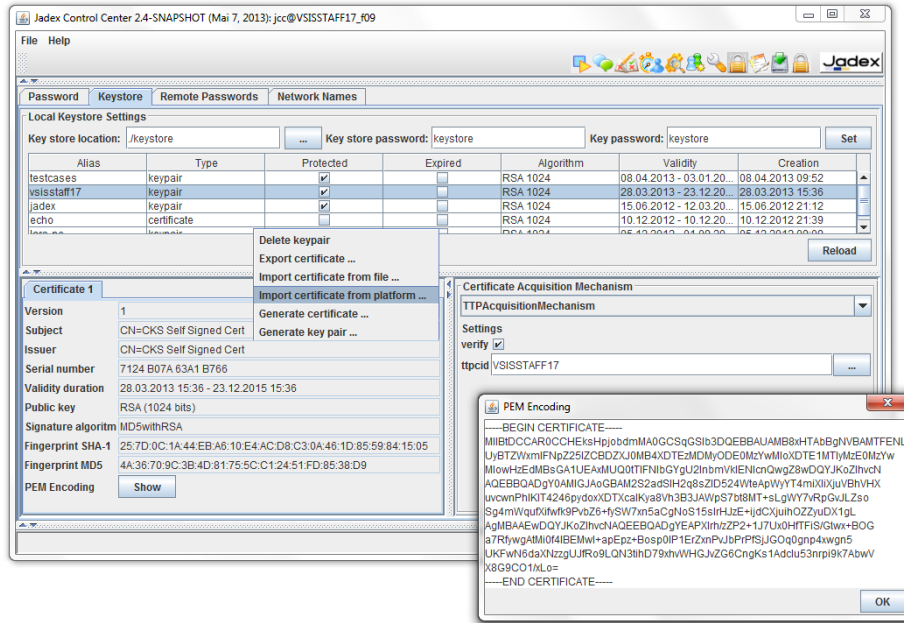 Jadex Control Center 2.4-SNAPSHOT (Mai 7, 2013): jcc@VSISSTAFF17_f09
File Help
Jadex
Password Keystore Remote Passwords Network Names
Local Keystore Settings
Key store location: ./keystore ... Key store password: keystore Key password: keystore Set
Alias Type Protected Expired Algorithm Validity Creation
testcases keypair RSA 1024 08.04.2013 - 03.01.20... 08.04.2013 09:52
vsisstaff17 keypair RSA 1024 28.03.2013 - 23.12.20... 28.03.2013 15:36
jadex keypair RSA 1024 15.06.2012 - 12.03.20... 15.06.2012 21:12
echo certificate RSA 1024 10.12.2012 - 10.12.20... 10.12.2012 21:39
Reload
Delete keypair
Export certificate ...
Import certificate from file ...
Import certificate from platform ...
Generate certificate ...
Generate key pair ...
Certificate 1
Version 1
Subject CN=CKS Self Signed Cert
Issuer CN=CKS Self Signed Cert
Serial number 7124 B07A 63A1 B766
Validity duration 28.03.2013 15:36 - 23.12.2015 15:36
Public key RSA (1024 bits)
Signature algoritm MD5withRSA
Fingerprint SHA-1 25:7D:0C:1A:44:EB:A6:10:E4:AC:D8:C3:0A:46:1D:85:59:84:15:05
Fingerprint MD5 4A:36:70:9C:3B:4D:81:75:5C:C1:24:51:FD:85:38:D9
PEM Encoding Show
Certificate Acquisition Mechanism
TTPAcquisitionMechanism
Settings
verify
ttpcid VSISSTAFF17 ...
PEM Encoding
-----BEGIN CERTIFICATE-----
-----END CERTIFICATE-----
OK